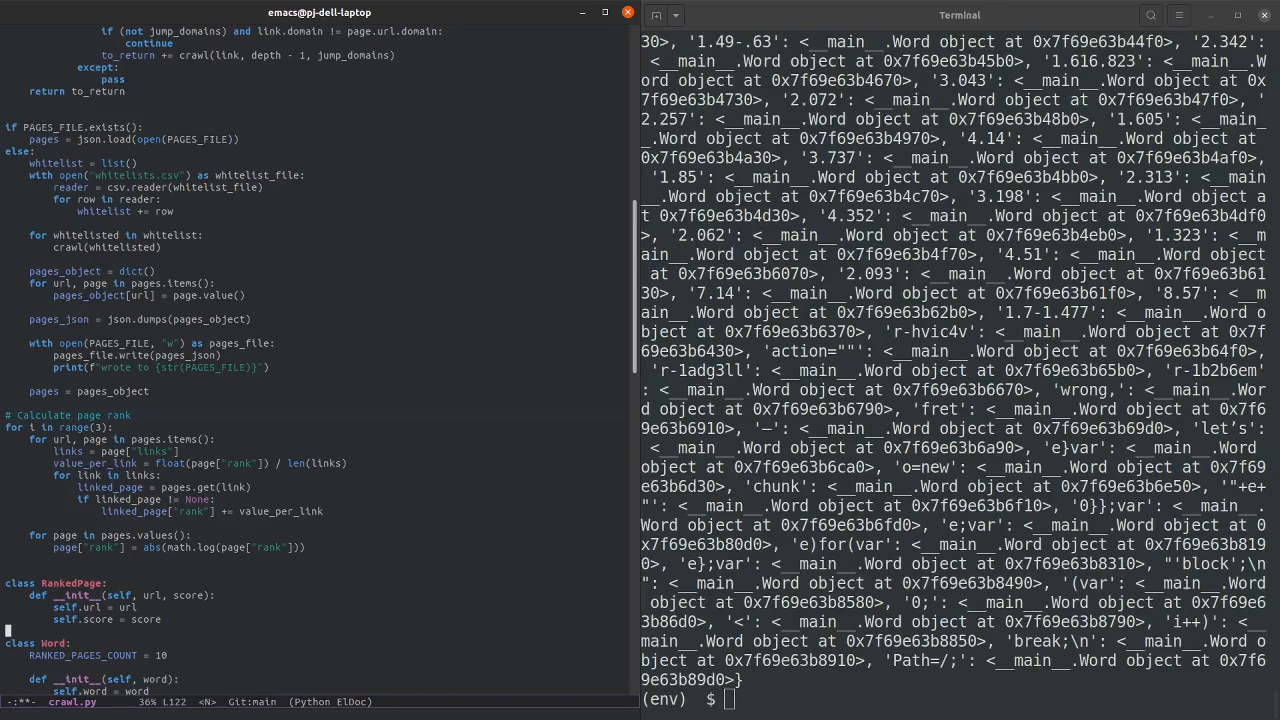 emacs@pj-dell-laptop
                if (not jump_domains) and link.domain != page.url.domain:
                    continue
                to_return += crawl(link, depth - 1, jump_domains)
            except:
                pass
    return to_return
if PAGES_FILE.exists():
    pages = json.load(open(PAGES_FILE))
else:
    whitelist = list()
    with open("whitelists.csv") as whitelist_file:
        reader = csv.reader(whitelist_file)
        for row in reader:
            whitelist += row
    for whitelisted in whitelist:
        crawl(whitelisted)
    pages_object = dict()
    for url, page in pages.items():
        pages_object[url] = page.value()
    pages_json = json.dumps(pages_object)
    with open(PAGES_FILE, "w") as pages_file:
        pages_file.write(pages_json)
        print(f"wrote to {str(PAGES_FILE)}")
    pages = pages_object
# Calculate page rank
for i in range(3):
    for url, page in pages.items():
        links = page["links"]
        value_per_link = float(page["rank"]) / len(links)
        for link in links:
            linked_page = pages.get(link)
            if linked_page != None:
                linked_page["rank"] += value_per_link
    for page in pages.values():
        page["rank"] = abs(math.log(page["rank"]))
class RankedPage:
    def __init__(self, url, score):
        self.url = url
        self.score = score
class Word:
    RANKED_PAGES_COUNT = 10
    def __init__(self, word):
        self.word = word
-:**-  crawl.py       36% L122   <N>  Git:main  (Python ElDoc)
Terminal
30>, '1.49-.63': <__main__.Word object at 0x7f69e63b44f0>, '2.342':
 <__main__.Word object at 0x7f69e63b45b0>, '1.616.823': <__main__.W
ord object at 0x7f69e63b4670>, '3.043': <__main__.Word object at 0x
7f69e63b4730>, '2.072': <__main__.Word object at 0x7f69e63b47f0>, '
2.257': <__main__.Word object at 0x7f69e63b48b0>, '1.605': <__main_
_.Word object at 0x7f69e63b4970>, '4.14': <__main__.Word object at
0x7f69e63b4a30>, '3.737': <__main__.Word object at 0x7f69e63b4af0>,
 '1.85': <__main__.Word object at 0x7f69e63b4bb0>, '2.313': <__main
__.Word object at 0x7f69e63b4c70>, '3.198': <__main__.Word object a
t 0x7f69e63b4d30>, '4.352': <__main__.Word object at 0x7f69e63b4df0
>, '2.062': <__main__.Word object at 0x7f69e63b4eb0>, '1.323': <__m
ain__.Word object at 0x7f69e63b4f70>, '4.51': <__main__.Word object
 at 0x7f69e63b6070>, '2.093': <__main__.Word object at 0x7f69e63b61
30>, '7.14': <__main__.Word object at 0x7f69e63b61f0>, '8.57': <__m
ain__.Word object at 0x7f69e63b62b0>, '1.7-1.477': <__main__.Word o
bject at 0x7f69e63b6370>, 'r-hvic4v': <__main__.Word object at 0x7f
69e63b6430>, 'action=""': <__main__.Word object at 0x7f69e63b64f0>,
 'r-1adg3ll': <__main__.Word object at 0x7f69e63b65b0>, 'r-1b2b6em'
: <__main__.Word object at 0x7f69e63b6670>, 'wrong,': <__main__.Wor
d object at 0x7f69e63b6790>, 'fret': <__main__.Word object at 0x7f6
9e63b6910>, '—': <__main__.Word object at 0x7f69e63b69d0>, 'let’s':
 <__main__.Word object at 0x7f69e63b6a90>, 'e}var': <__main__.Word
object at 0x7f69e63b6ca0>, 'o=new': <__main__.Word object at 0x7f69
e63b6d30>, 'chunk': <__main__.Word object at 0x7f69e63b6e50>, '"+e+
"': <__main__.Word object at 0x7f69e63b6f10>, '0}};var': <__main__.
Word object at 0x7f69e63b6fd0>, 'e;var': <__main__.Word object at 0
x7f69e63b80d0>, 'e)for(var': <__main__.Word object at 0x7f69e63b819
0>, 'e};var': <__main__.Word object at 0x7f69e63b8310>, "'block';\n
": <__main__.Word object at 0x7f69e63b8490>, '(var': <__main__.Word
 object at 0x7f69e63b8580>, '0;': <__main__.Word object at 0x7f69e6
3b86d0>, '<': <__main__.Word object at 0x7f69e63b8790>, 'i++)': <__
main__.Word object at 0x7f69e63b8850>, 'break;\n': <__main__.Word o
bject at 0x7f69e63b8910>, 'Path=/;': <__main__.Word object at 0x7f6
9e63b89d0>}
(env)  $